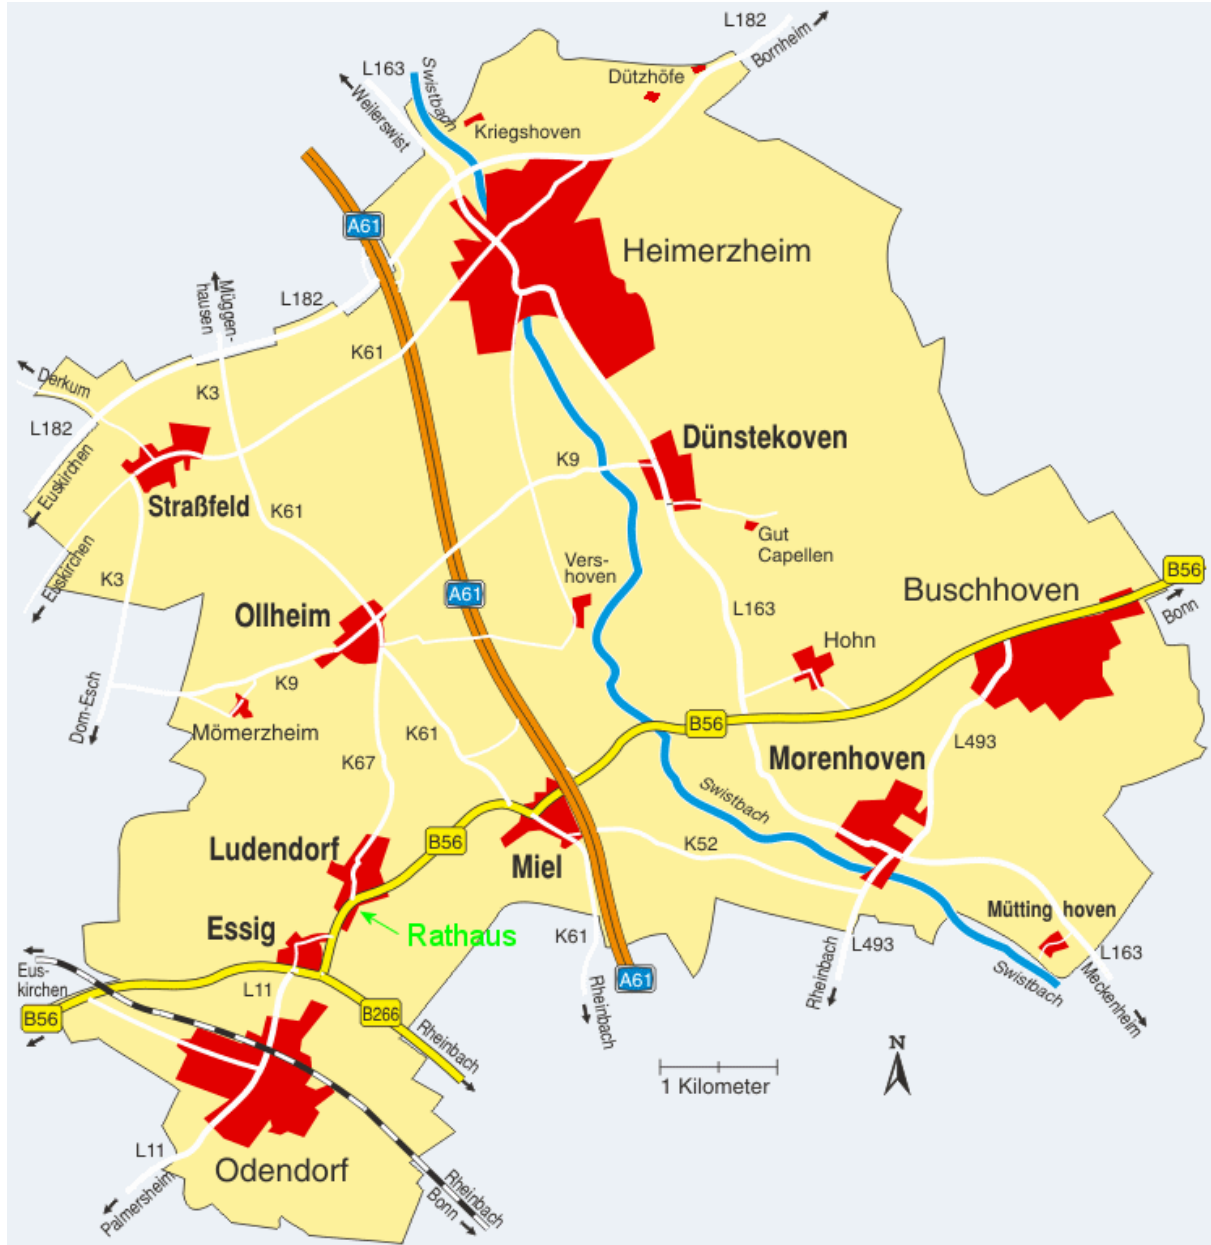 L182
Bornheim
L163
Swistbach
Dützhöfe
Weilerswist
Kriegshoven
A61
Heimerzheim
Müggen-
hausen
L182
K61
Derkum
K3
L182
Dünstekoven
K9
Euskirchen
Straßfeld
K61
Gut
Capellen
Euskirchen
K3
Vers-
hoven
A61
B56
Buschhoven
Bonn
L163
Ollheim
Hohn
K9
Dom-Esch
Mömerzheim
K61
B56
L493
K67
Morenhoven
Swistbach
Ludendorf
B56
Miel
K52
Essig
Rathaus
Mütting hoven
K61
L493
L163
Eus-
kirchen
L11
A61
Rheinbach
Rheinbach
Swistbach
Meckenheim
B56
B266
Rheinbach
N
1 Kilometer
L11
Odendorf
Palmersheim
Rheinbach
Bonn